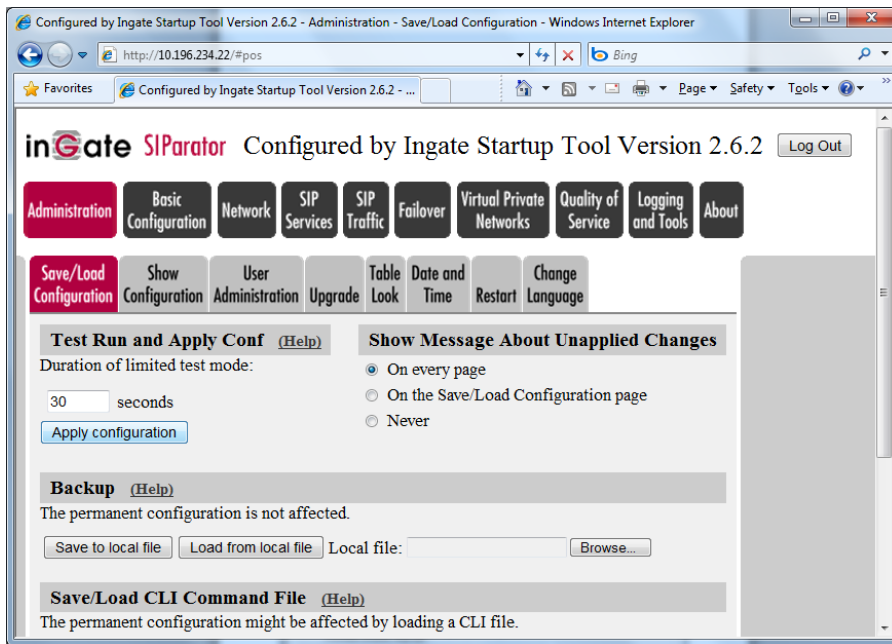 Configured by Ingate Startup Tool Version 2.6.2 - Administration - Save/Load Configuration - Windows Internet Explorer
http://10.196.234.22/#pos
Bing
Favorites
Configured by Ingate Startup Tool Version 2.6.2 - ...
Page
Safety
Tools
»
inGate SIParator Configured by Ingate Startup Tool Version 2.6.2 Log Out
Administration
Basic Configuration
Network
SIP Services
SIP Traffic
Failover
Virtual Private Networks
Quality of Service
Logging and Tools
About
Save/Load Configuration
Show Configuration
User Administration
Upgrade
Table Look
Date and Time
Restart
Change Language
Test Run and Apply Conf (Help)
Duration of limited test mode:
30 seconds
Apply configuration
Show Message About Unapplied Changes
On every page
On the Save/Load Configuration page
Never
Backup (Help)
The permanent configuration is not affected.
Save to local file Load from local file Local file: Browse...
Save/Load CLI Command File (Help)
The permanent configuration might be affected by loading a CLI file.